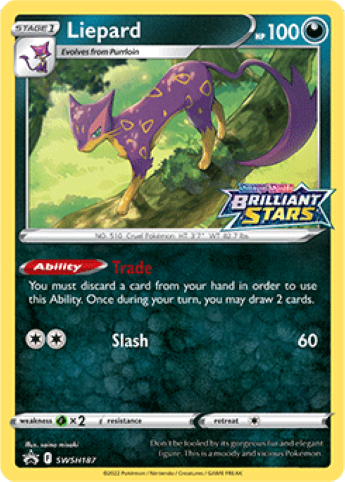 STAGE 1
Liepard
HP 100
Evolves from Purrloin
BRILLIANT
STARS
NO. 510 Cruel Pokémon HT 3'7" WT 82.7 lbs.
Ability Trade
You must discard a card from your hand in order to use
this Ability. Once during your turn, you may draw 2 cards.
Slash 60
weakness ×2 resistance retreat
Illus. saino misaki
SWSH187
Don't be fooled by its gorgeous fur and elegant
figure. This is a moody and vicious Pokémon.
©2022 Pokémon / Nintendo / Creatures / GAME FREAK